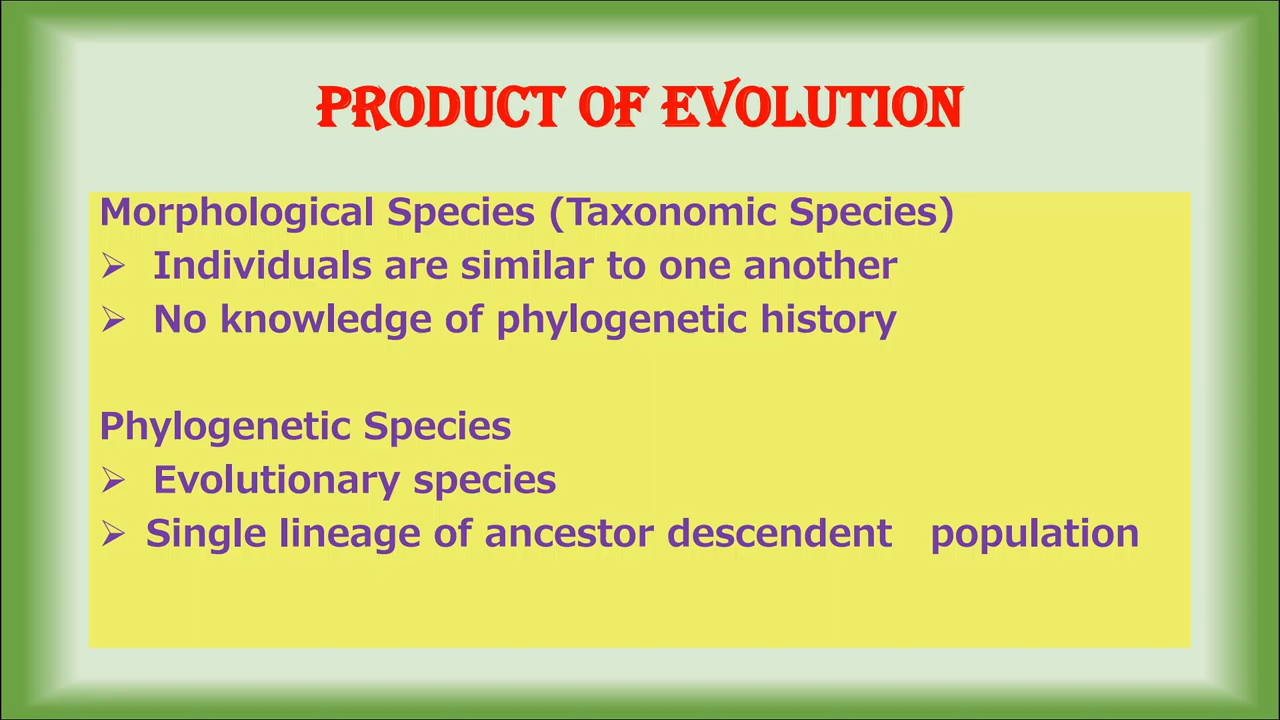 PRODUCT OF EVOLUTION
Morphological Species (Taxonomic Species)
➢ Individuals are similar to one another
➢ No knowledge of phylogenetic history
Phylogenetic Species
➢ Evolutionary species
➢ Single lineage of ancestor descendent population